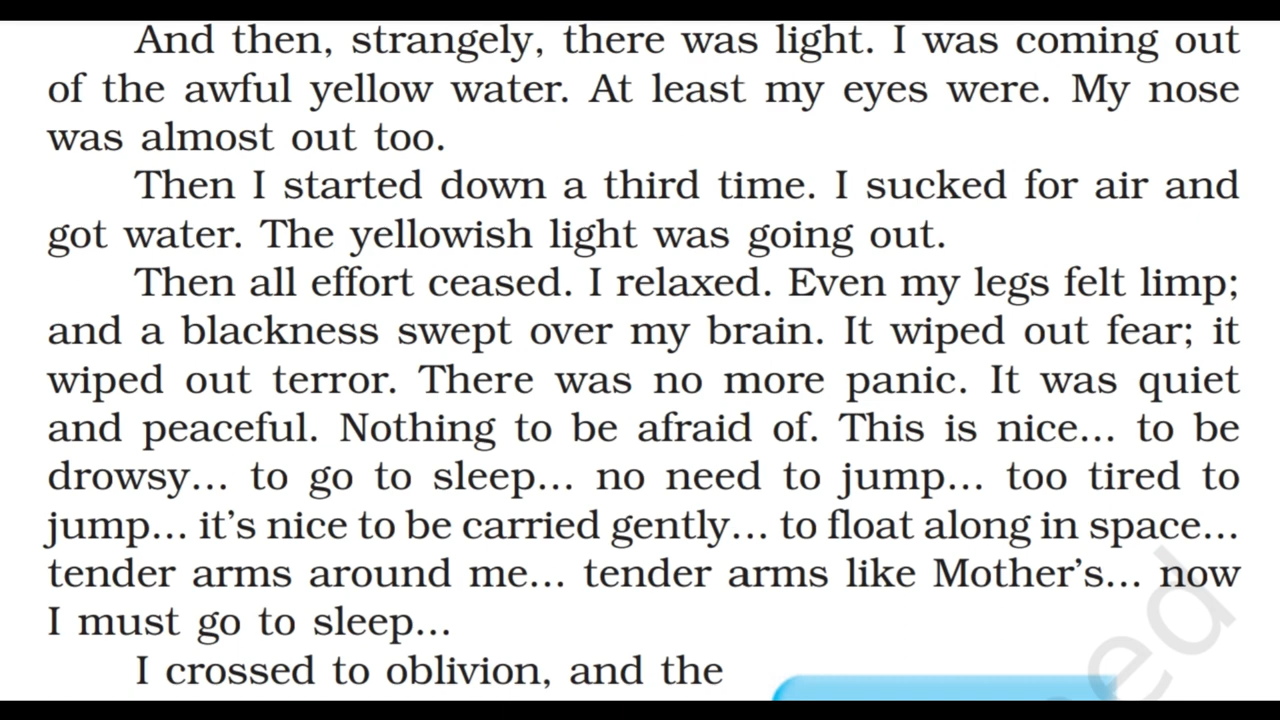 And then, strangely, there was light. I was coming out
of the awful yellow water. At least my eyes were. My nose
was almost out too.
Then I started down a third time. I sucked for air and
got water. The yellowish light was going out.
Then all effort ceased. I relaxed. Even my legs felt limp;
and a blackness swept over my brain. It wiped out fear; it
wiped out terror. There was no more panic. It was quiet
and peaceful. Nothing to be afraid of. This is nice... to be
drowsy... to go to sleep... no need to jump... too tired to
jump... it’s nice to be carried gently... to float along in space...
tender arms around me... tender arms like Mother’s... now
I must go to sleep...
I crossed to oblivion, and the